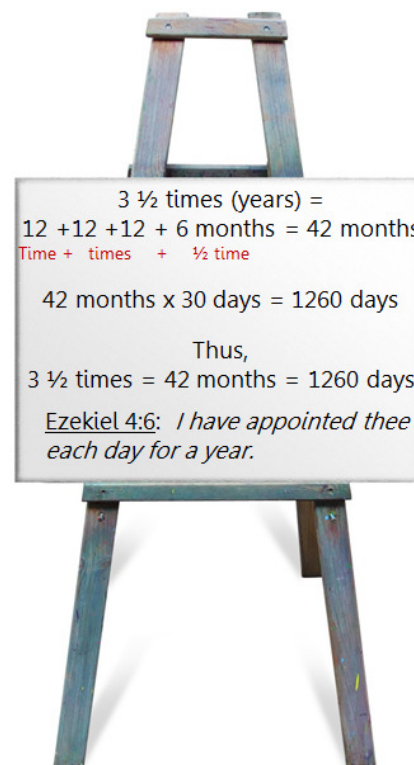 3 ½ times (years) =
12 +12 +12 + 6 months = 42 months
Time + times + ½ time
42 months x 30 days = 1260 days
Thus,
3 ½ times = 42 months = 1260 days
Ezekiel 4:6: I have appointed thee
each day for a year.